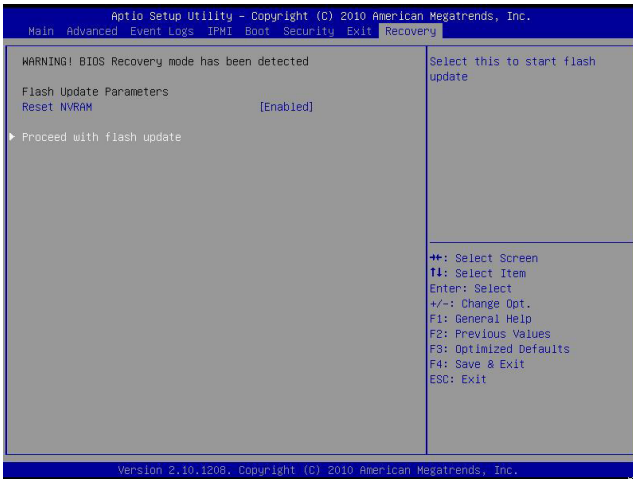 Aptio Setup Utility – Copyright (C) 2010 American Megatrends, Inc.
Main Advanced Event Logs IPMI Boot Security Exit Recovery
WARNING! BIOS Recovery mode has been detected
Flash Update Parameters
Reset NVRAM [Enabled]
▶ Proceed with flash update
Select this to start flash
update
→←: Select Screen
↑↓: Select Item
Enter: Select
+/-: Change Opt.
F1: General Help
F2: Previous Values
F3: Optimized Defaults
F4: Save & Exit
ESC: Exit
Version 2.10.1208. Copyright (C) 2010 American Megatrends, Inc.